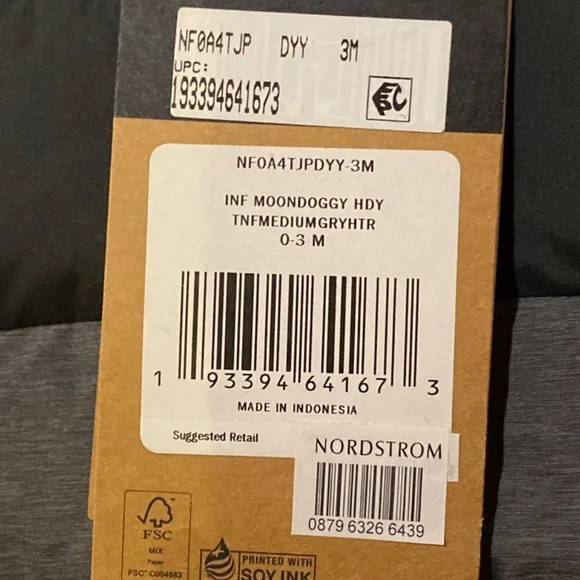 NF0A4TJP DYY 3M
UPC:
193394641673
NF0A4TJPDYY-3M
INF MOONDOGGY HDY
TNFMEDIUMGRYHTR
0-3 M
1 93394 64167 3
MADE IN INDONESIA
Suggested Retail
NORDSTROM
0879 6326 6439
FSC
MIX
Paper
FSC® C004883
PRINTED WITH
SOY INK